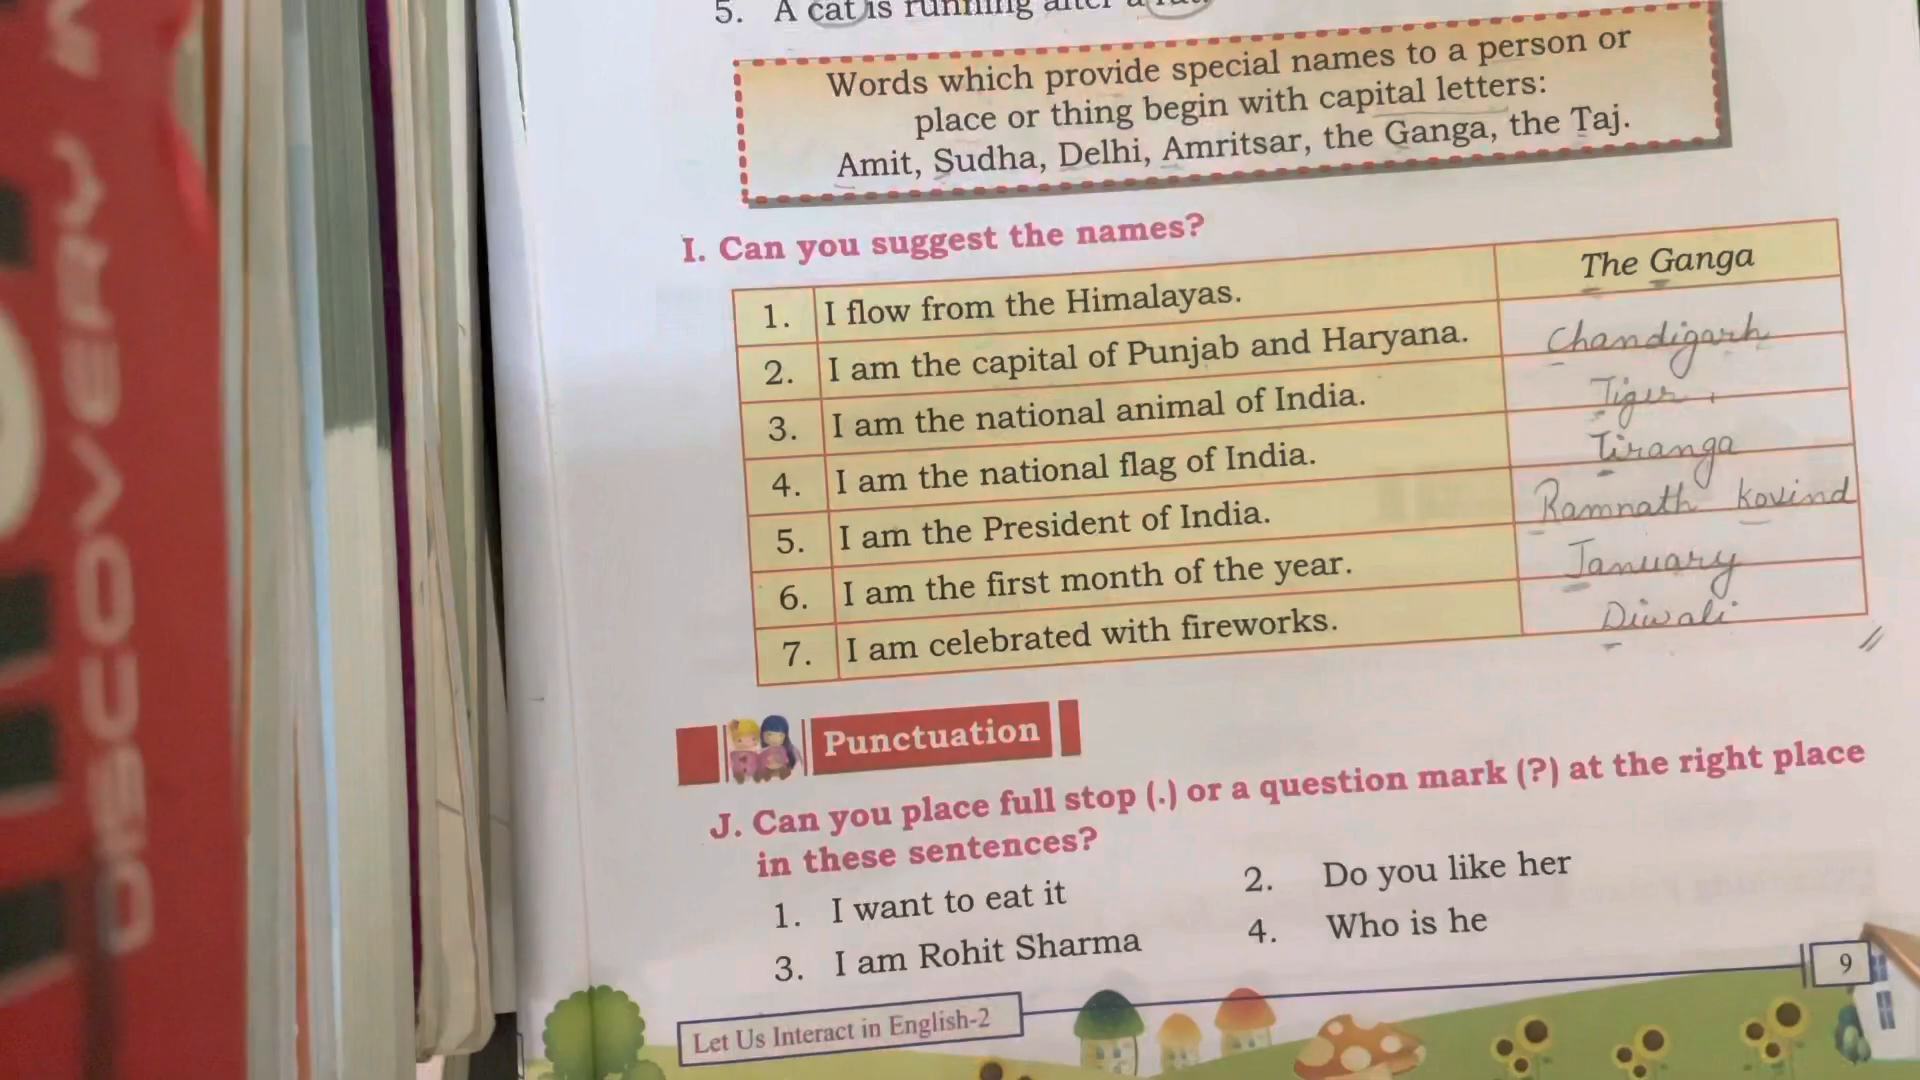 5. A cat is running after a rat.
Words which provide special names to a person or
place or thing begin with capital letters:
Amit, Sudha, Delhi, Amritsar, the Ganga, the Taj.
I. Can you suggest the names?
1. I flow from the Himalayas. The Ganga
2. I am the capital of Punjab and Haryana. Chandigarh
3. I am the national animal of India. Tiger
4. I am the national flag of India. Tiranga
5. I am the President of India. Ramnath kovind
6. I am the first month of the year. January
7. I am celebrated with fireworks. Diwali
Punctuation
J. Can you place full stop (.) or a question mark (?) at the right place
in these sentences?
1. I want to eat it 2. Do you like her
3. I am Rohit Sharma 4. Who is he
9
Let Us Interact in English-2
DISCOVERY